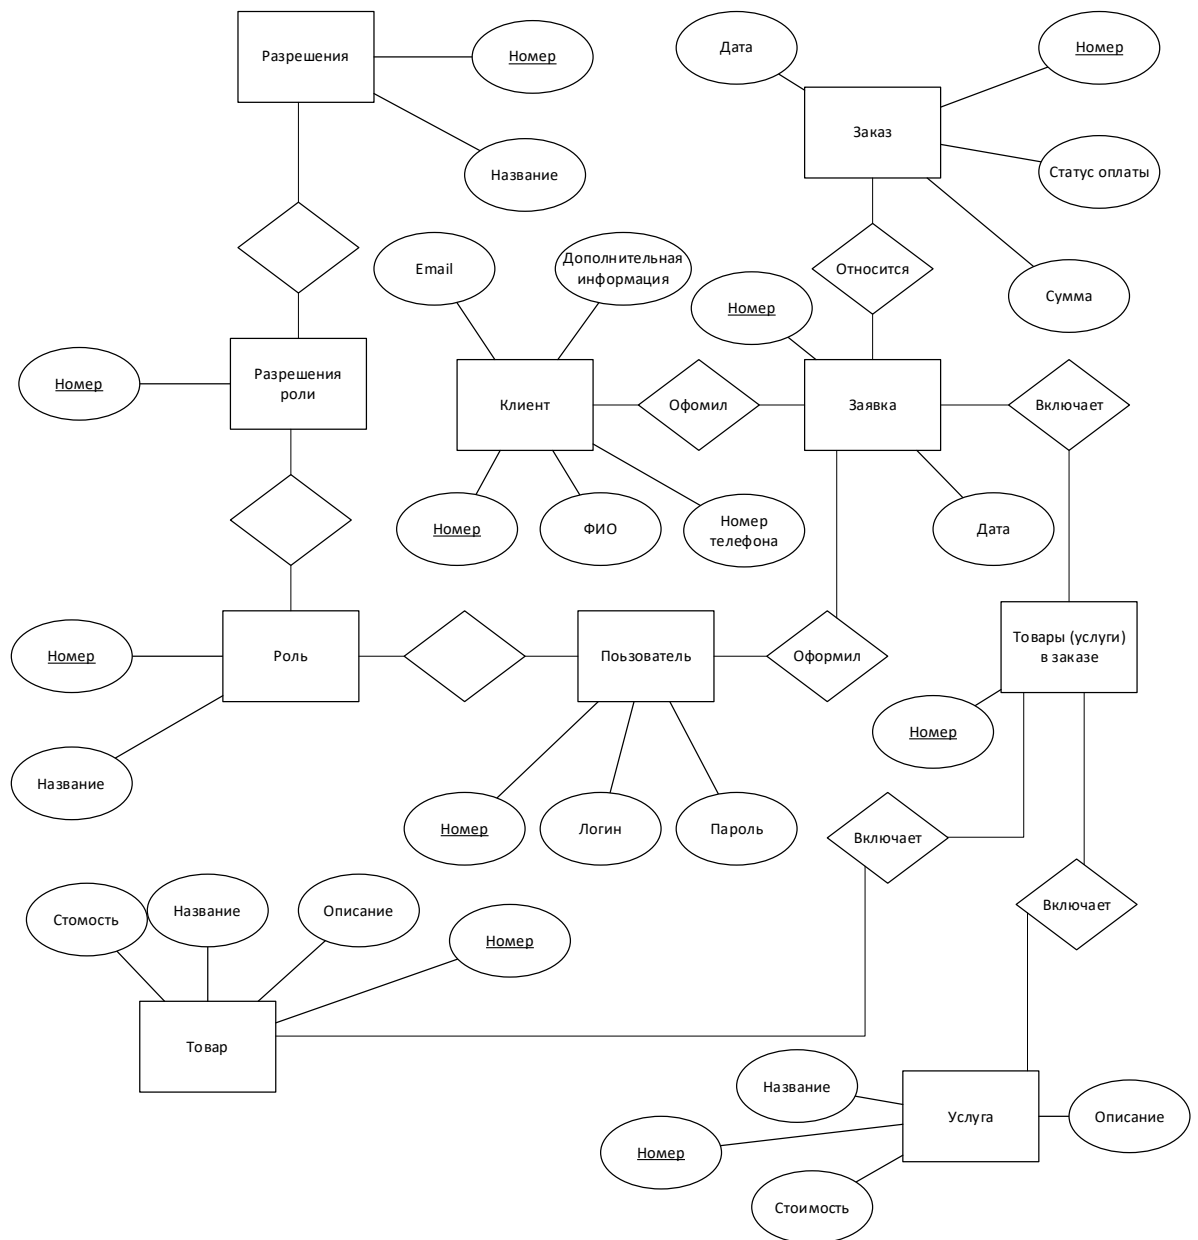 Разрешения
Номер
Название
Дата
Номер
Заказ
Статус оплаты
Сумма
Относится
Email
Дополнительная
информация
Номер
Номер
Разрешения
роли
Клиент
Офомил
Заявка
Включает
Номер
ФИО
Номер
телефона
Дата
Номер
Роль
Поьзователь
Оформил
Товары (услуги)
в заказе
Номер
Название
Номер
Логин
Пароль
Включает
Включает
Стомость
Название
Описание
Номер
Товар
Название
Номер
Стоимость
Услуга
Описание